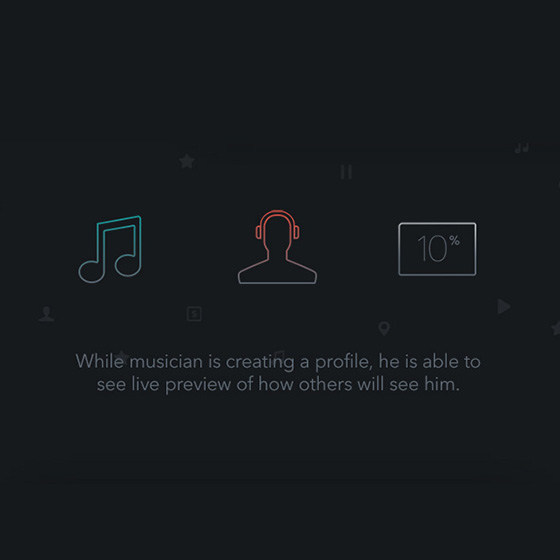 10%
While musician is creating a profile, he is able to
see live preview of how others will see him.